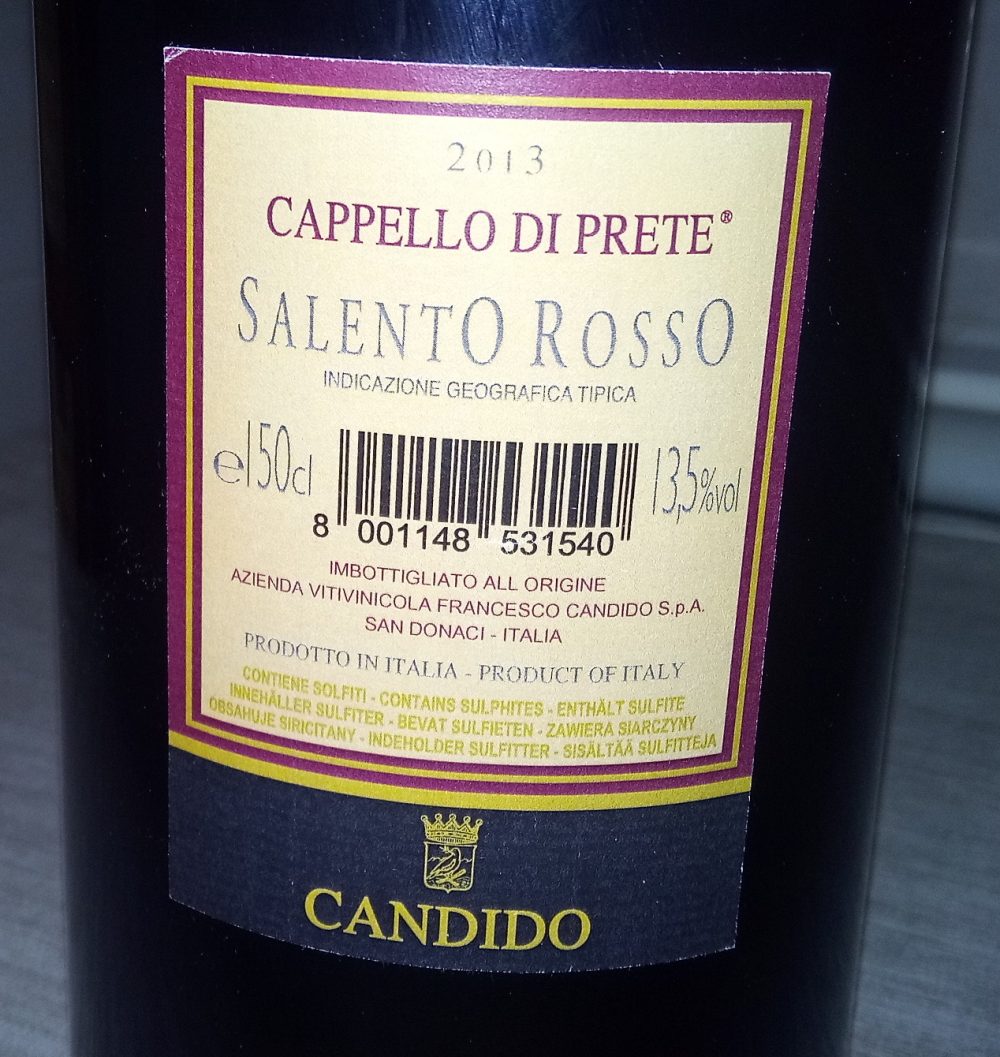 2013
CAPPELLO DI PRETE®
SALENTO ROSSO
INDICAZIONE GEOGRAFICA TIPICA
e150cl
13,5%vol
8 001148 531540
IMBOTTIGLIATO ALL ORIGINE
AZIENDA VITIVINICOLA FRANCESCO CANDIDO S.p.A.
SAN DONACI - ITALIA
PRODOTTO IN ITALIA - PRODUCT OF ITALY
CONTIENE SOLFITI - CONTAINS SULPHITES - ENTHÄLT SULFITE
INNEHÅLLER SULFITER - BEVAT SULFIETEN - ZAWIERA SIARCZYNY
OBSAHUJE SIRICITANY - INDEHOLDER SULFITTER - SISÄLTÄÄ SULFITTEJA
CANDIDO